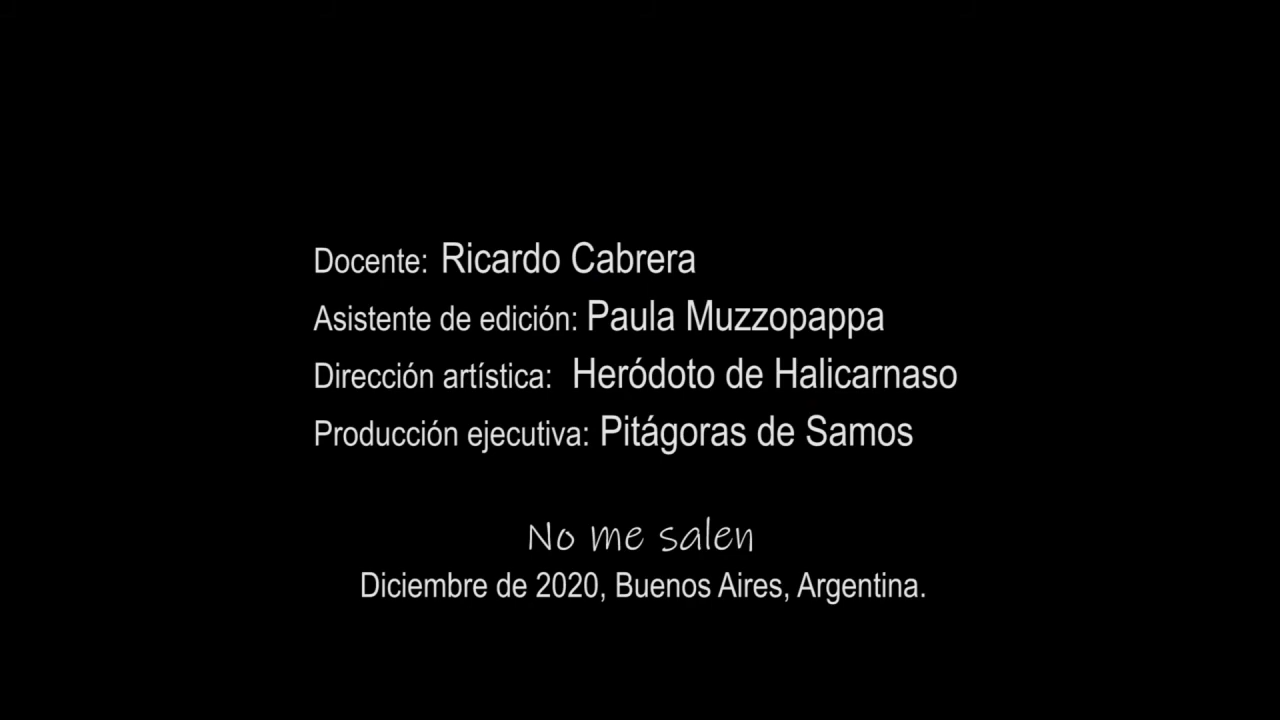 Docente: Ricardo Cabrera
Asistente de edición: Paula Muzzopappa
Dirección artística: Heródoto de Halicarnaso
Producción ejecutiva: Pitágoras de Samos
No me salen
Diciembre de 2020, Buenos Aires, Argentina.